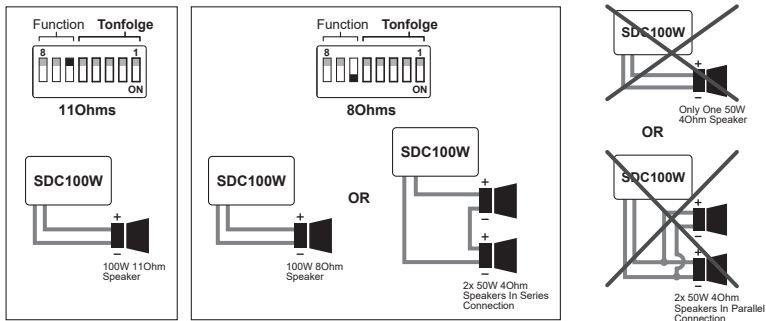 Function Tonfolge
8 1
ON
11Ohms
SDC100W
+
−
100W 11Ohm
Speaker
Function Tonfolge
8 1
ON
8Ohms
SDC100W
+
−
100W 8Ohm
Speaker
OR
SDC100W
+
−
+
−
2x 50W 4Ohm
Speakers In Series
Connection
SDC100W
+
−
Only One 50W
4Ohm Speaker
OR
SDC100W
+
−
+
−
2x 50W 4Ohm
Speakers In Parallel
Connection